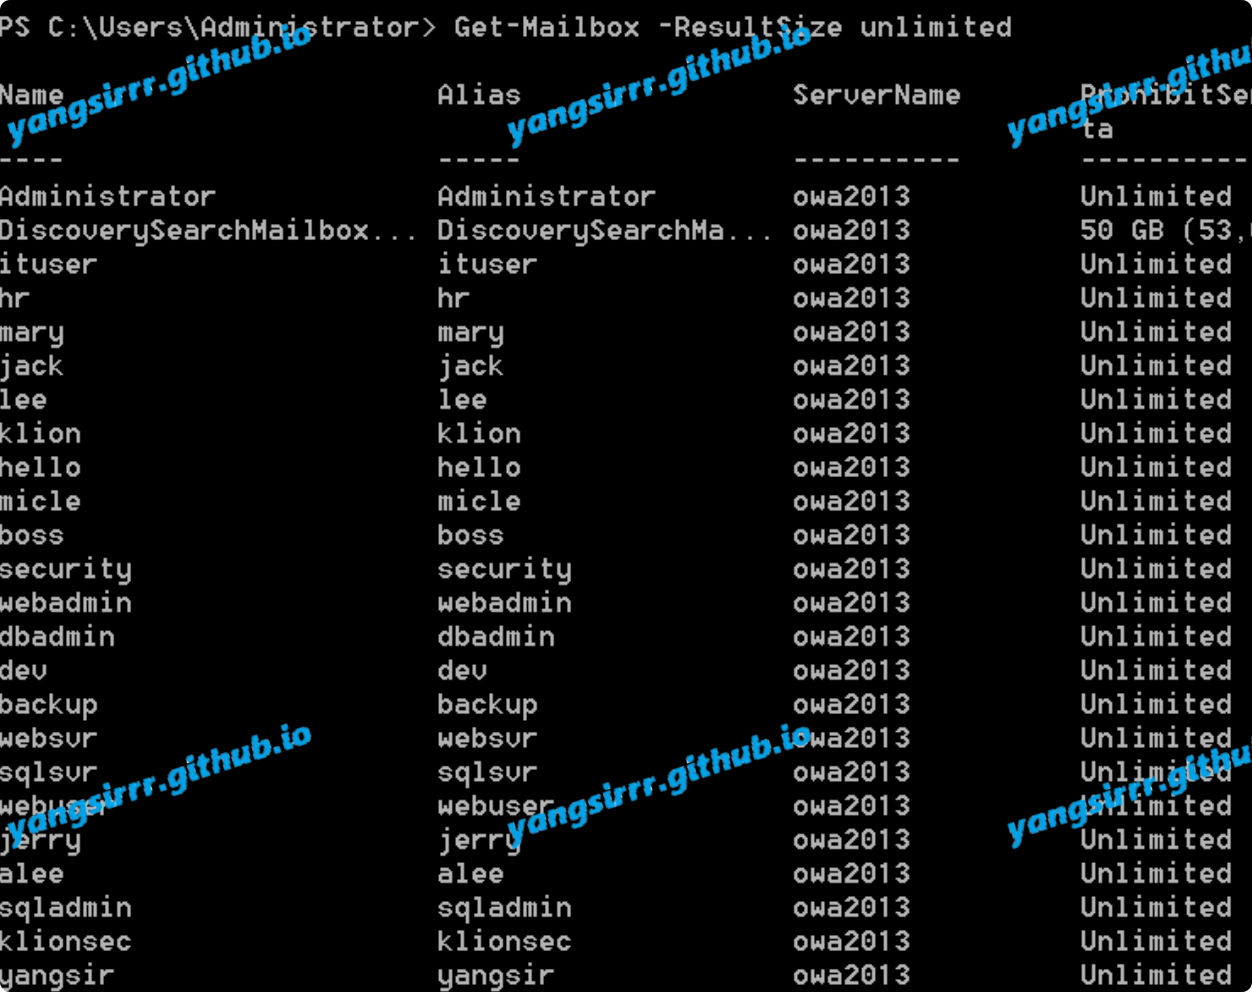 PS C:\Users\Administrator> Get-Mailbox -ResultSize unlimited
Name Alias ServerName ProhibitSe
ta
---- ----- ---------- ----------
Administrator Administrator owa2013 Unlimited
DiscoverySearchMailbox... DiscoverySearchMa... owa2013 50 GB (53,
ituser ituser owa2013 Unlimited
hr hr owa2013 Unlimited
mary mary owa2013 Unlimited
jack jack owa2013 Unlimited
lee lee owa2013 Unlimited
klion klion owa2013 Unlimited
hello hello owa2013 Unlimited
micle micle owa2013 Unlimited
boss boss owa2013 Unlimited
security security owa2013 Unlimited
webadmin webadmin owa2013 Unlimited
dbadmin dbadmin owa2013 Unlimited
dev dev owa2013 Unlimited
backup backup owa2013 Unlimited
websvr websvr owa2013 Unlimited
sqlsvr sqlsvr owa2013 Unlimited
webuser webuser owa2013 Unlimited
jerry jerry owa2013 Unlimited
alee alee owa2013 Unlimited
sqladmin sqladmin owa2013 Unlimited
klionsec klionsec owa2013 Unlimited
yangsir yangsir owa2013 Unlimited
yangsirrr.github.io yangsirrr.github.io yangsirrr.githu
yangsirrr.github.io yangsirrr.github.io yangsirrr.githu